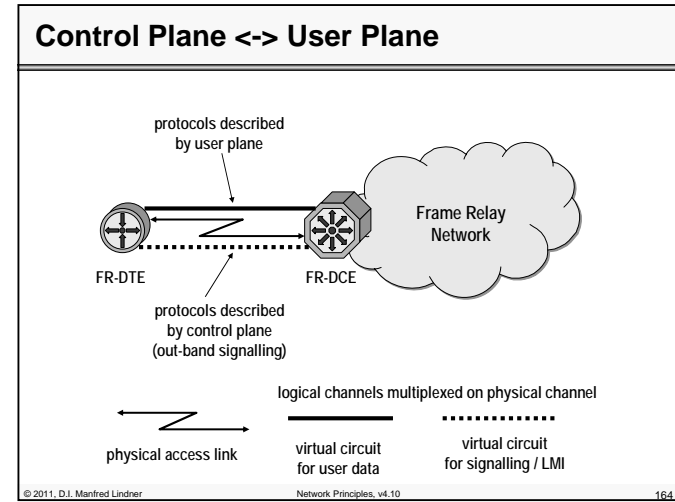 Control Plane <-> User Plane
protocols described
by user plane
Frame Relay
Network
FR-DTE
FR-DCE
protocols described
by control plane
(out-band signalling)
logical channels multiplexed on physical channel
physical access link
virtual circuit
for user data
virtual circuit
for signalling / LMI
© 2011, D.I. Manfred Lindner
Network Principles, v4.10
164